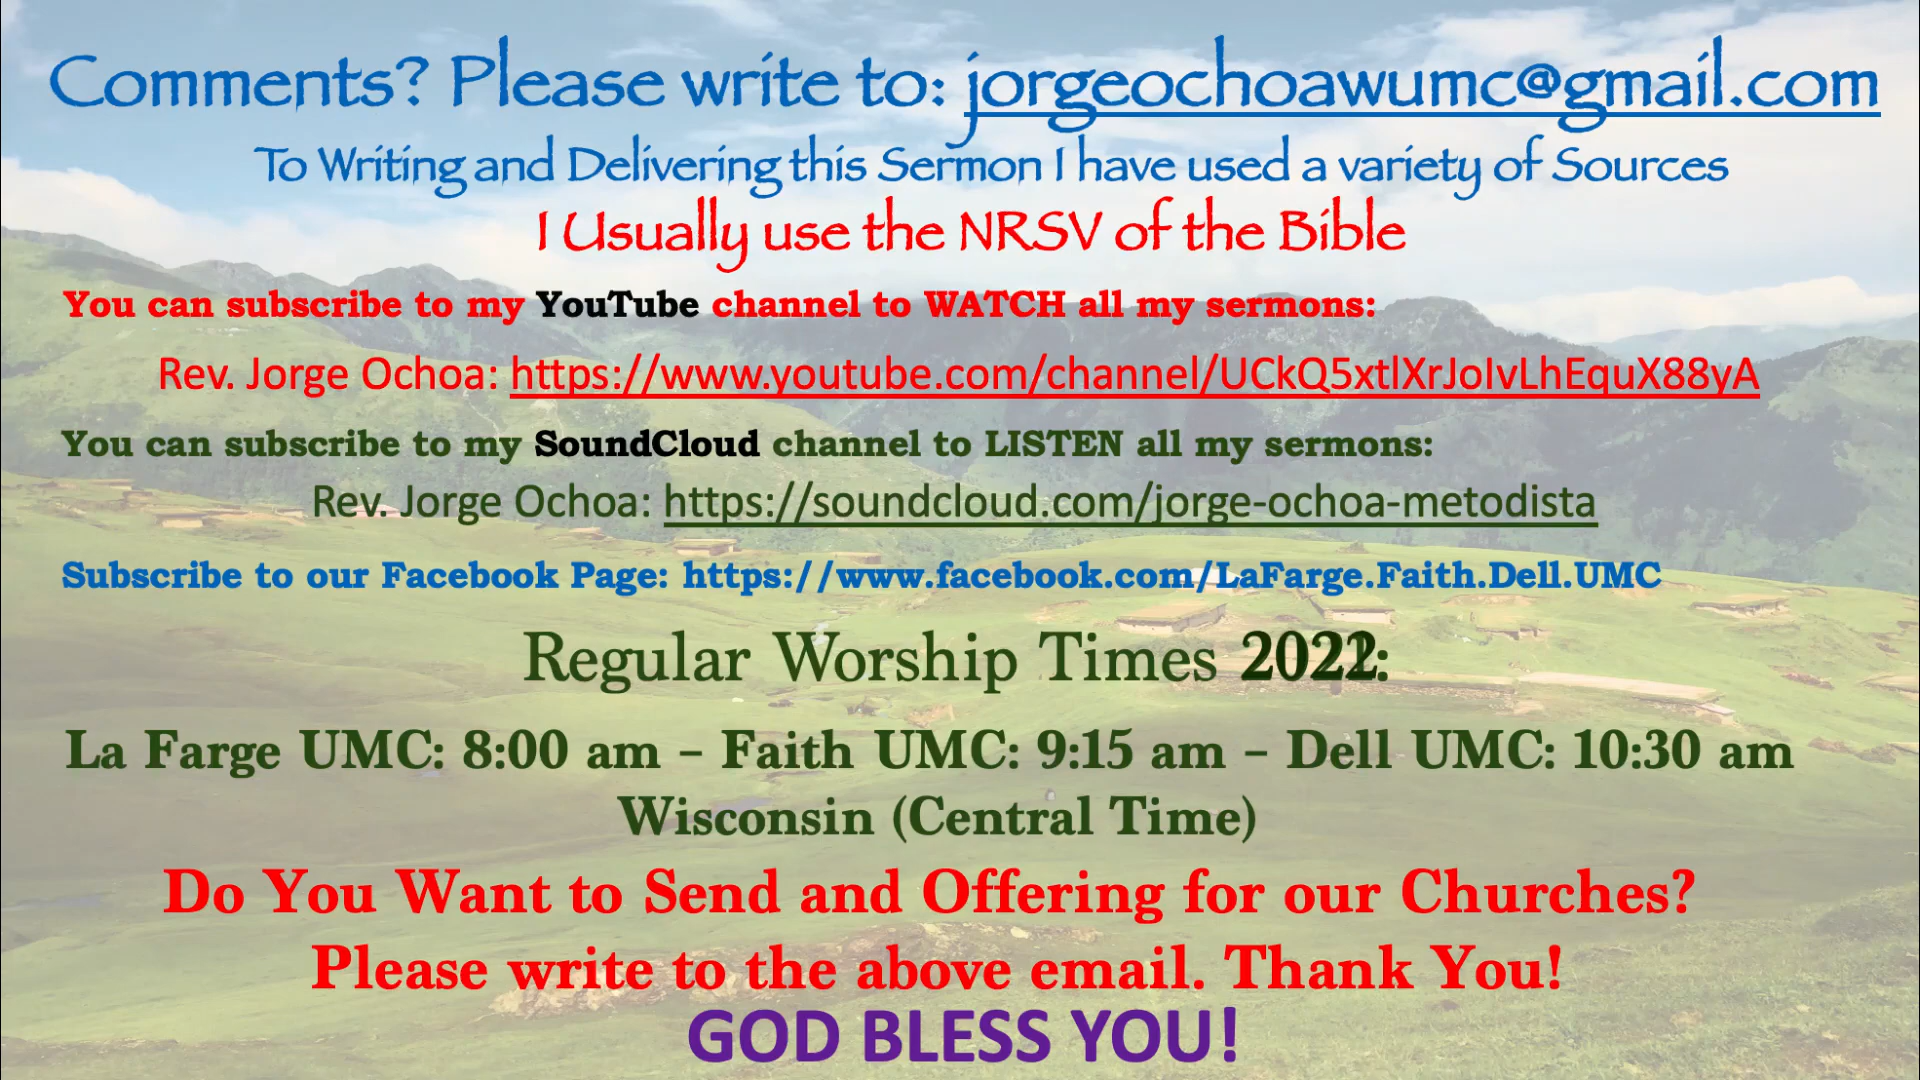 Comments? Please write to: jorgeochoawumc@gmail.com
To Writing and Delivering this Sermon I have used a variety of Sources
I Usually use the NRSV of the Bible
You can subscribe to my YouTube channel to WATCH all my sermons:
Rev. Jorge Ochoa: https://www.youtube.com/channel/UCkQ5xtlXrJoIvLhEquX88yA
You can subscribe to my SoundCloud channel to LISTEN all my sermons:
Rev. Jorge Ochoa: https://soundcloud.com/jorge-ochoa-metodista
Subscribe to our Facebook Page: https://www.facebook.com/LaFarge.Faith.Dell.UMC
Regular Worship Times
La Farge UMC: 8:00 am – Faith UMC: 9:15 am – Dell UMC: 10:30 am
Wisconsin (Central Time)
Do You Want to Send and Offering for our Churches?
Please write to the above email. Thank You!
GOD BLESS YOU!